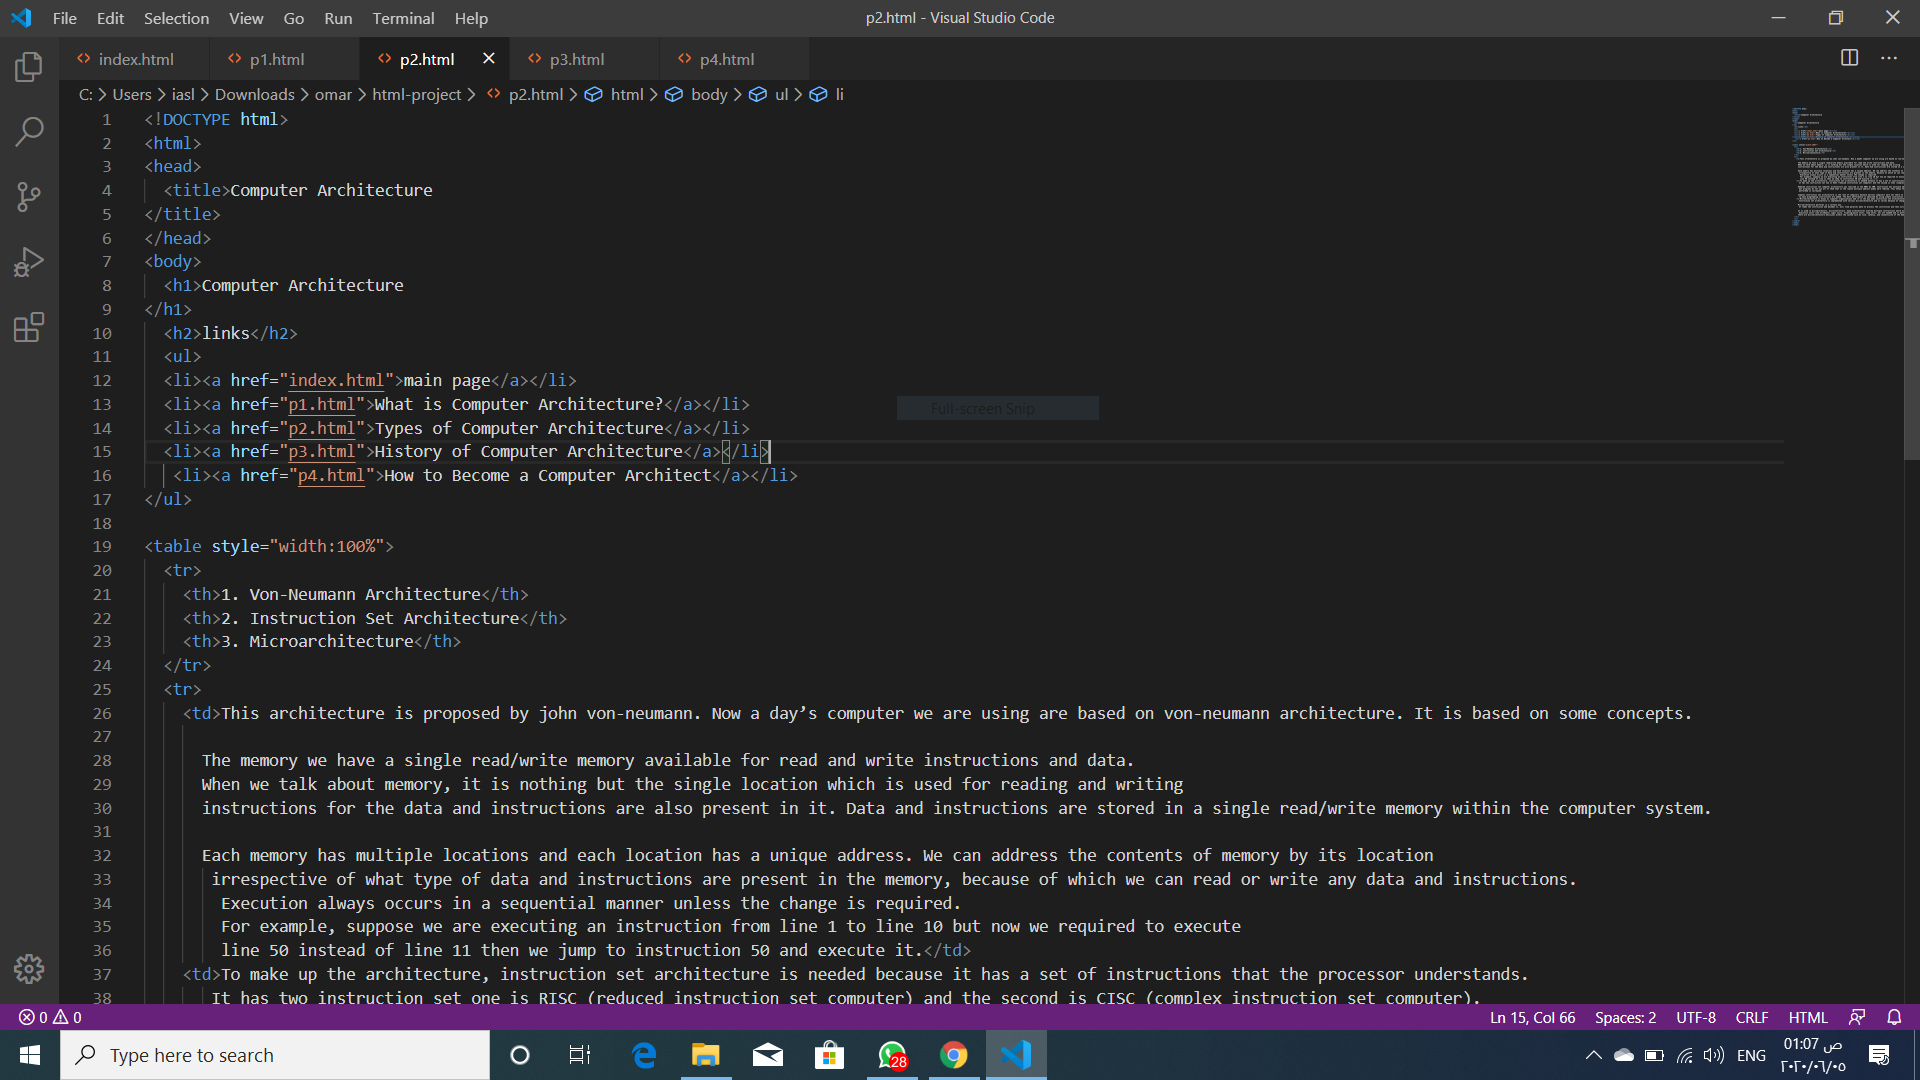 File Edit Selection View Go Run Terminal Help p2.html - Visual Studio Code
index.html p1.html p2.html p3.html p4.html
C: > Users > iasl > Downloads > omar > html-project > p2.html > html > body > ul > li
1 <!DOCTYPE html>
2 <html>
3 <head>
4 <title>Computer Architecture
5 </title>
6 </head>
7 <body>
8 <h1>Computer Architecture
9 </h1>
10 <h2>links</h2>
11 <ul>
12 <li><a href="index.html">main page</a></li>
13 <li><a href="p1.html">What is Computer Architecture?</a></li>
Full-screen Snip
14 <li><a href="p2.html">Types of Computer Architecture</a></li>
15 <li><a href="p3.html">History of Computer Architecture</a></li>
16 <li><a href="p4.html">How to Become a Computer Architect</a></li>
17 </ul>
18
19 <table style="width:100%">
20 <tr>
21 <th>1. Von-Neumann Architecture</th>
22 <th>2. Instruction Set Architecture</th>
23 <th>3. Microarchitecture</th>
24 </tr>
25 <tr>
26 <td>This architecture is proposed by john von-neumann. Now a day’s computer we are using are based on von-neumann architecture. It is based on some concepts.
27
28 The memory we have a single read/write memory available for read and write instructions and data.
29 When we talk about memory, it is nothing but the single location which is used for reading and writing
30 instructions for the data and instructions are also present in it. Data and instructions are stored in a single read/write memory within the computer system.
31
32 Each memory has multiple locations and each location has a unique address. We can address the contents of memory by its location
33 irrespective of what type of data and instructions are present in the memory, because of which we can read or write any data and instructions.
34 Execution always occurs in a sequential manner unless the change is required.
35 For example, suppose we are executing an instruction from line 1 to line 10 but now we required to execute
36 line 50 instead of line 11 then we jump to instruction 50 and execute it.</td>
37 <td>To make up the architecture, instruction set architecture is needed because it has a set of instructions that the processor understands.
38 It has two instruction set one is RISC (reduced instruction set computer) and the second is CISC (complex instruction set computer).
0 0 Ln 15, Col 66 Spaces: 2 UTF-8 CRLF HTML
Type here to search 28 ENG 01:07 ص
٢٠٢٠/٠٦/٠٥